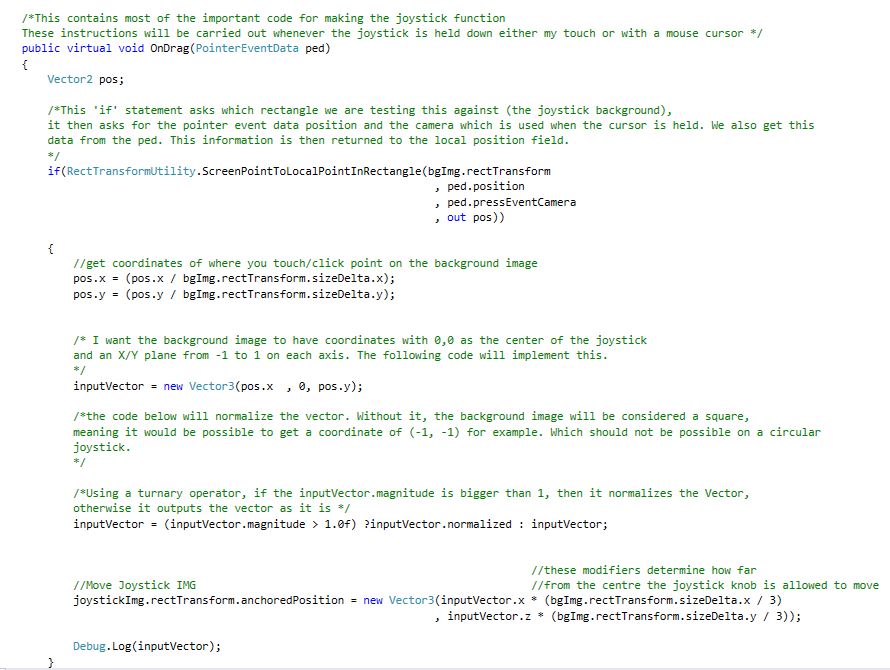 /*This contains most of the important code for making the joystick function
These instructions will be carried out whenever the joystick is held down either my touch or with a mouse cursor */
public virtual void OnDrag(PointerEventData ped)
{
Vector2 pos;
/*This 'if' statement asks which rectangle we are testing this against (the joystick background),
it then asks for the pointer event data position and the camera which is used when the cursor is held. We also get this
data from the ped. This information is then returned to the local position field.
*/
if(RectTransformUtility.ScreenPointToLocalPointInRectangle(bgImg.rectTransform
, ped.position
, ped.pressEventCamera
, out pos))
{
//get coordinates of where you touch/click point on the background image
pos.x = (pos.x / bgImg.rectTransform.sizeDelta.x);
pos.y = (pos.y / bgImg.rectTransform.sizeDelta.y);
/* I want the background image to have coordinates with 0,0 as the center of the joystick
and an X/Y plane from -1 to 1 on each axis. The following code will implement this.
*/
inputVector = new Vector3(pos.x  , 0, pos.y);
/*the code below will normalize the vector. Without it, the background image will be considered a square,
meaning it would be possible to get a coordinate of (-1, -1) for example. Which should not be possible on a circular
joystick.
*/
/*Using a turnary operator, if the inputVector.magnitude is bigger than 1, then it normalizes the Vector,
otherwise it outputs the vector as it is */
inputVector = (inputVector.magnitude > 1.0f) ?inputVector.normalized : inputVector;
//these modifiers determine how far
//Move Joystick IMG //from the centre the joystick knob is allowed to move
joystickImg.rectTransform.anchoredPosition = new Vector3(inputVector.x * (bgImg.rectTransform.sizeDelta.x / 3)
, inputVector.z * (bgImg.rectTransform.sizeDelta.y / 3));
Debug.Log(inputVector);
}